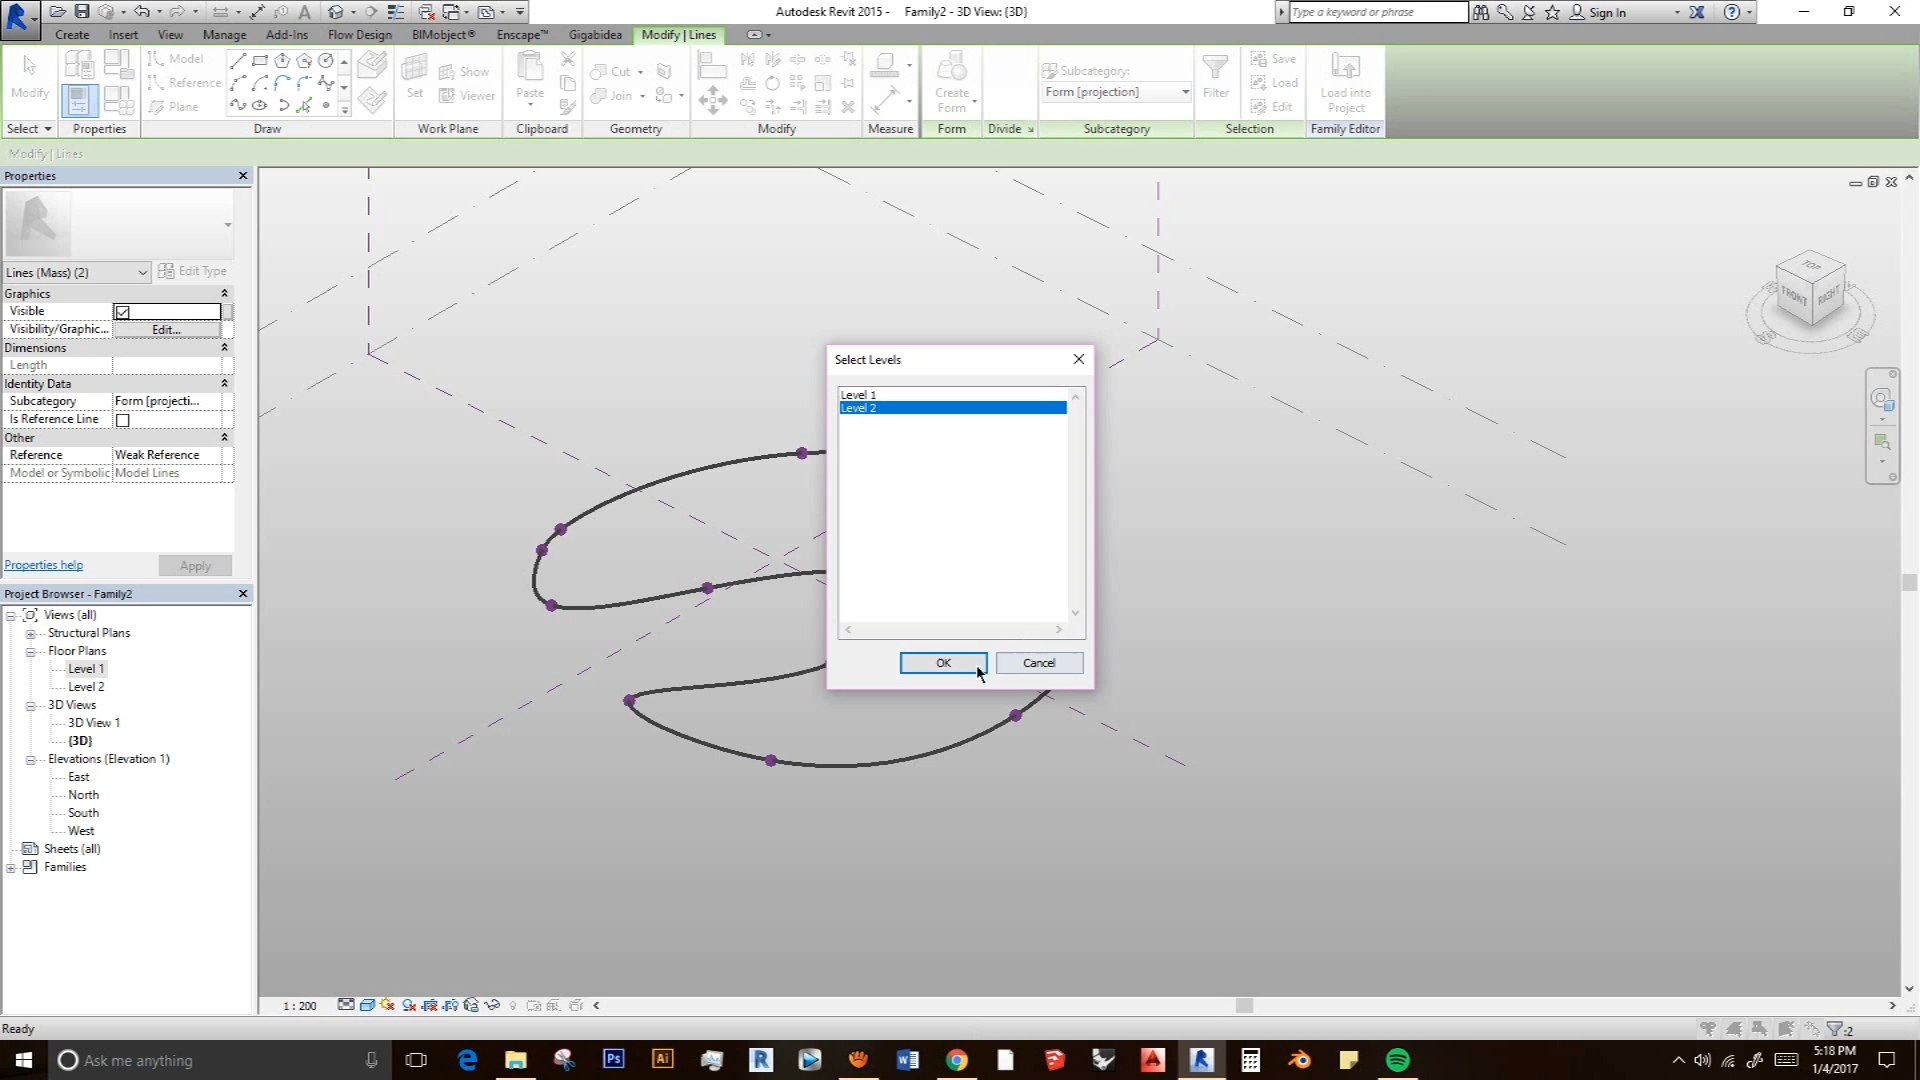 Autodesk Revit 2015 - Family2 - 3D View: {3D}
Type a keyword or phrase
Sign In
Create Insert View Manage Add-Ins Flow Design BIMobject® Enscape™ Gigabidea Modify | Lines
Modify
Model
Reference
Plane
Set
Show
Viewer
Paste
Cut
Join
Create
Form
Subcategory:
Form [projection]
Filter
Save
Load
Edit
Load into
Project
Select Properties Draw Work Plane Clipboard Geometry Modify Measure Form Divide Subcategory Selection Family Editor
Modify | Lines
Properties
Lines (Mass) (2)
Edit Type
Graphics
Visible
Visibility/Graphic... Edit...
Dimensions
Length
Identity Data
Subcategory Form [projecti...
Is Reference Line
Other
Reference Weak Reference
Model or Symbolic Model Lines
Properties help
Apply
Project Browser - Family2
Views (all)
Structural Plans
Floor Plans
Level 1
Level 2
3D Views
3D View 1
{3D}
Elevations (Elevation 1)
East
North
South
West
Sheets (all)
Families
Select Levels
Level 1
Level 2
OK
Cancel
TOP
FRONT
RIGHT
1 : 200
Ready
:2
Ask me anything
5:18 PM
1/4/2017